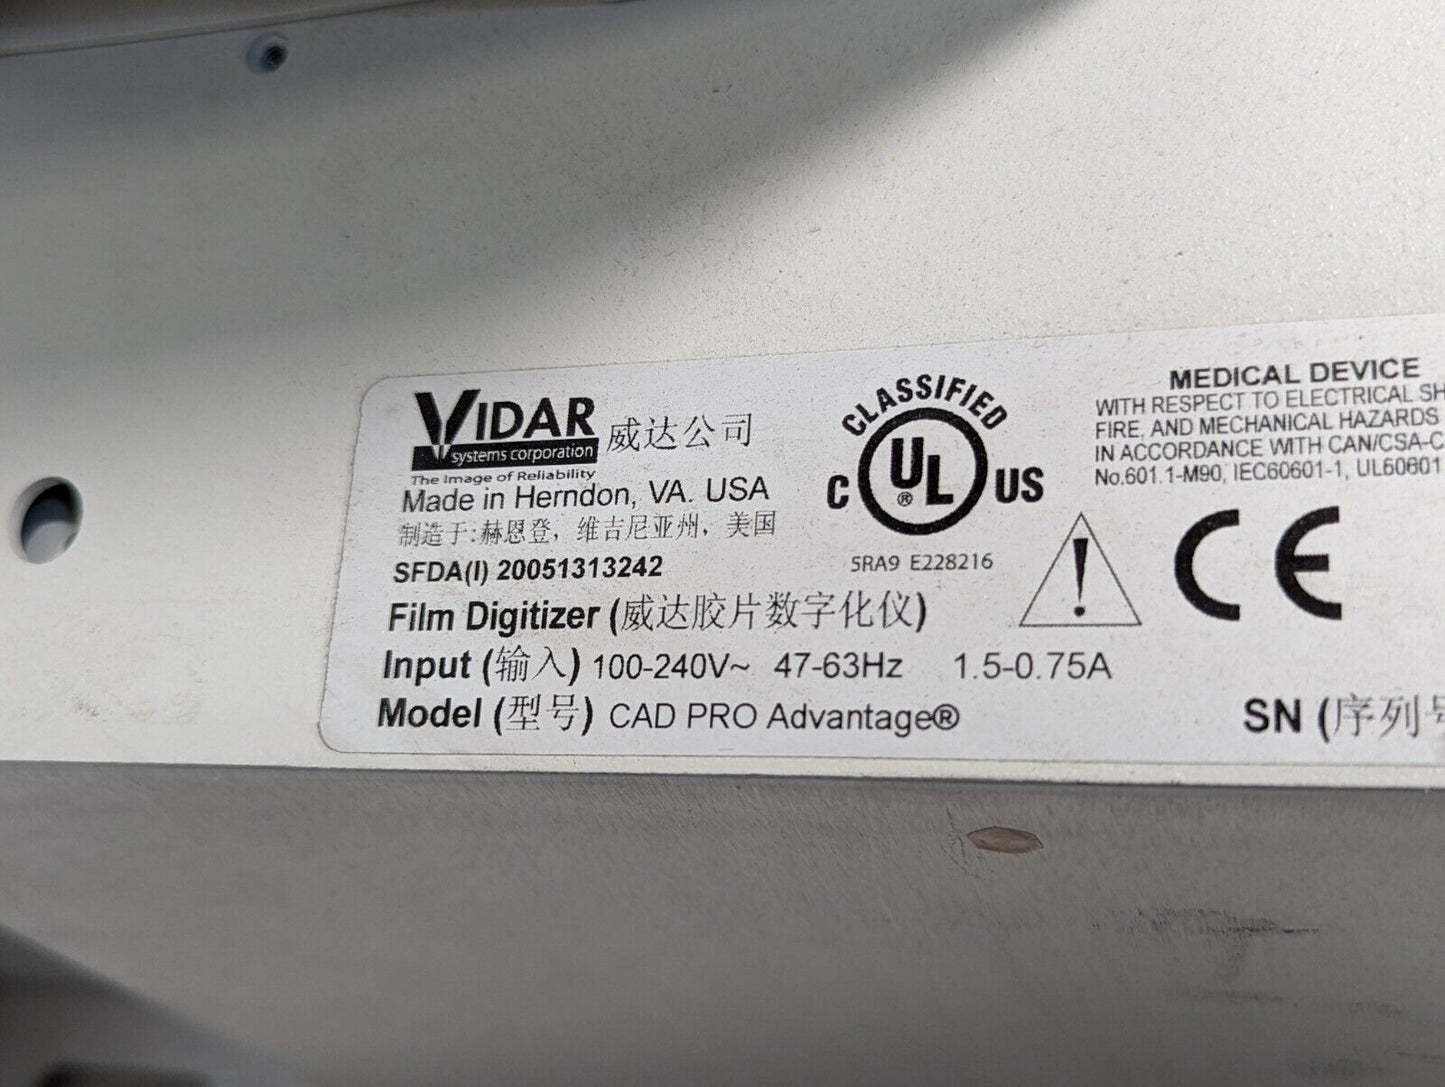 VIDAR
systems corporation
The Image of Reliability
威达公司
Made in Herndon, VA. USA
制造于:赫恩登，维吉尼亚州，美国
SFDA(I) 20051313242
Film Digitizer (威达胶片数字化仪)
Input (输入) 100-240V~ 47-63Hz 1.5-0.75A
Model (型号) CAD PRO Advantage®
CLASSIFIED
C UL® US
5RA9 E228216
MEDICAL DEVICE
WITH RESPECT TO ELECTRICAL SH
FIRE, AND MECHANICAL HAZARDS
IN ACCORDANCE WITH CAN/CSA-C
No.601.1-M90, IEC60601-1, UL60601
!
CE
SN (序列号